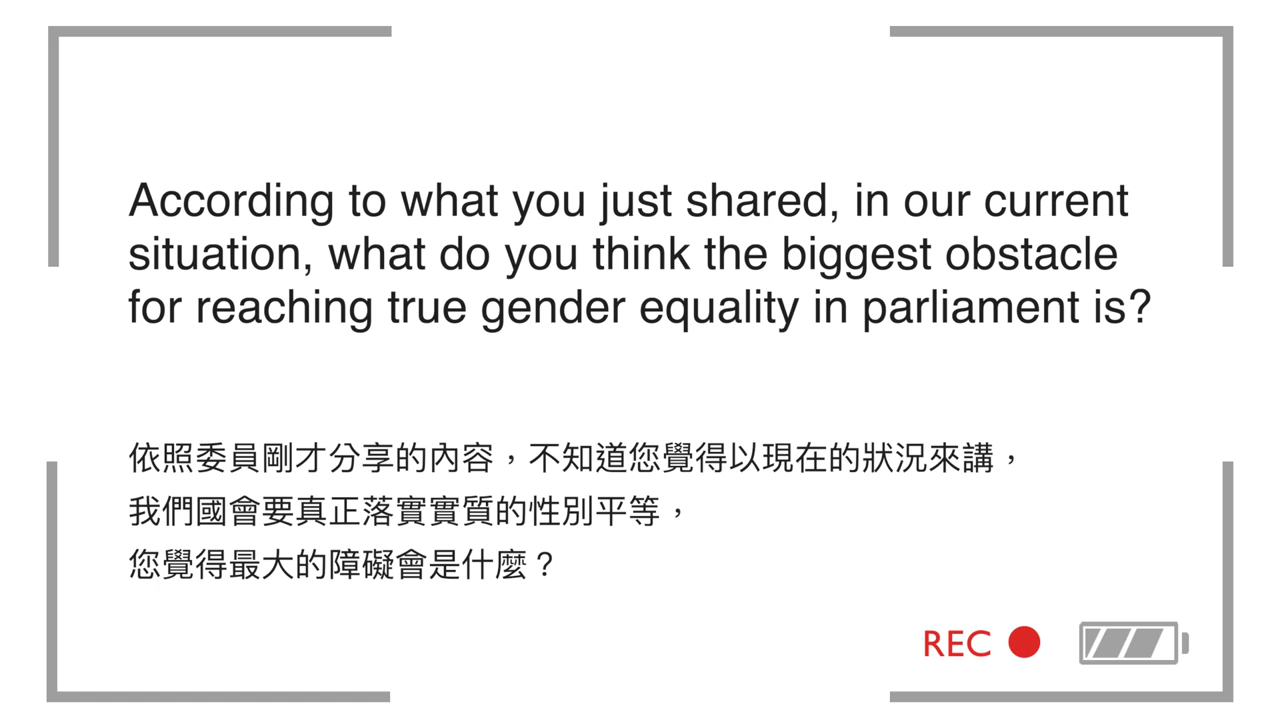 According to what you just shared, in our current
situation, what do you think the biggest obstacle
for reaching true gender equality in parliament is?
依照委員剛才分享的內容，不知道您覺得以現在的狀況來講，
我們國會要真正落實實質的性別平等，
您覺得最大的障礙會是什麼？
REC